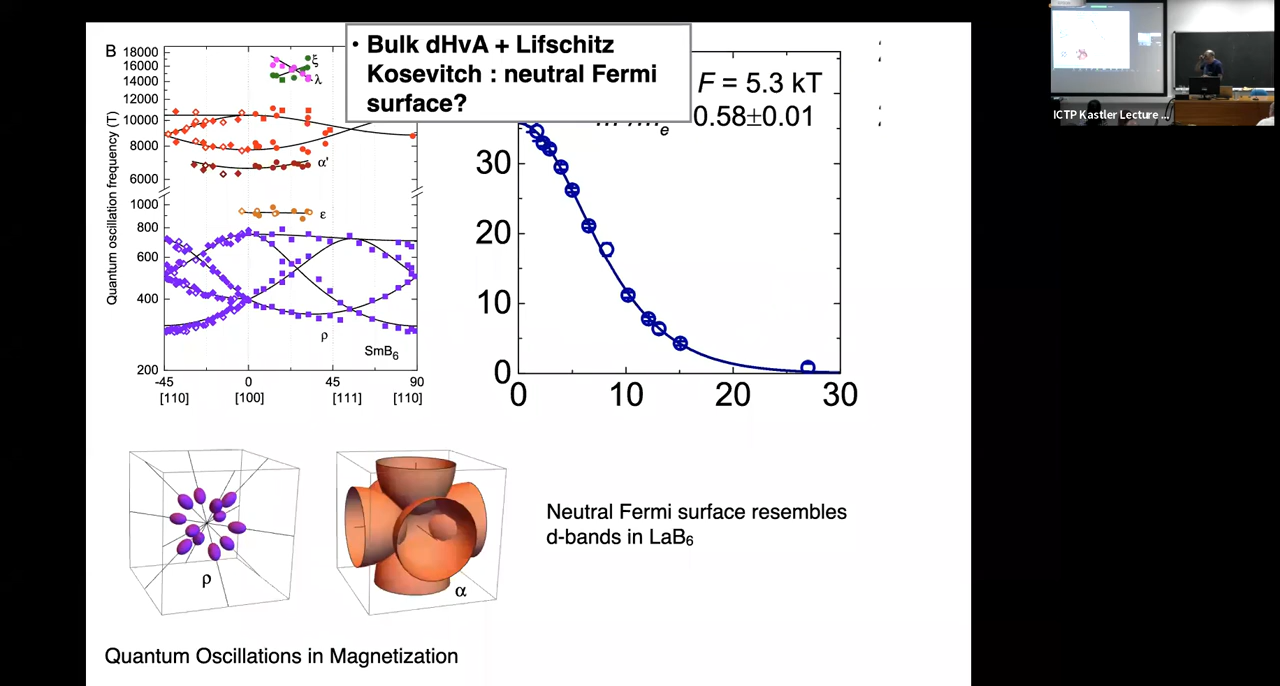 B
18000
16000
14000
12000
10000
8000
6000
1000
800
600
400
200
Quantum oscillation frequency (T)
ξ
λ
α'
ε
ρ
SmB6
-45
0
45
90
[110]
[100]
[111]
[110]
• Bulk dHvA + Lifschitz
Kosevitch : neutral Fermi
surface?
F = 5.3 kT
0.58±0.01
30
20
10
0
0
10
20
30
ρ
α
Neutral Fermi surface resembles
d-bands in LaB6
Quantum Oscillations in Magnetization
ICTP Kastler Lecture ...